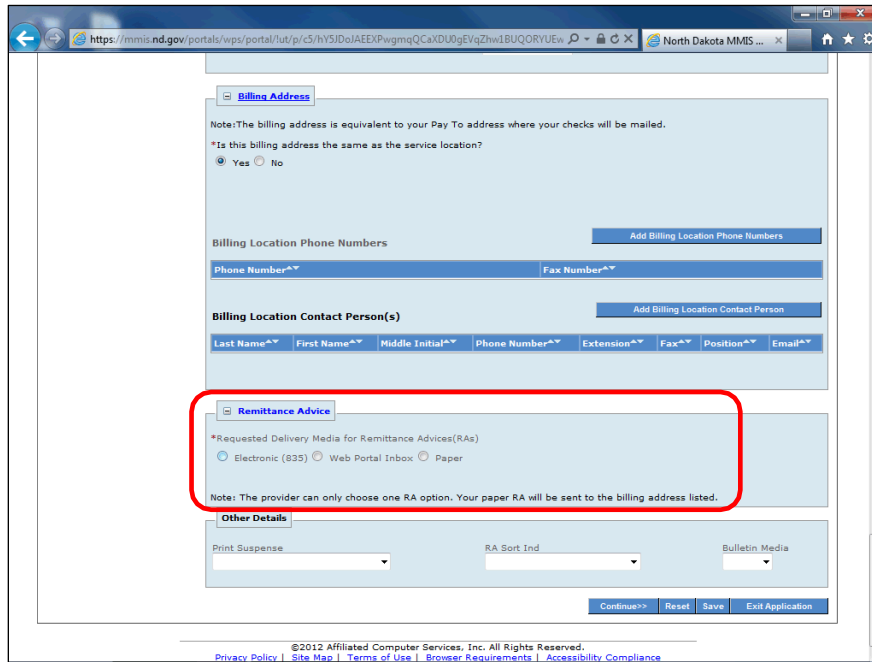 https://mmis.nd.gov/portals/wps/portal/!ut/p/c5/hY5JDoJAEEXPwgmqQCaXDU0gEVqZhw1BUQORYUEw
North Dakota MMIS ...
Billing Address
Note:The billing address is equivalent to your Pay To address where your checks will be mailed.
*Is this billing address the same as the service location?
Yes No
Billing Location Phone Numbers Add Billing Location Phone Numbers
Phone Number Fax Number
Billing Location Contact Person(s) Add Billing Location Contact Person
Last Name First Name Middle Initial Phone Number Extension Fax Position Email
Remittance Advice
*Requested Delivery Media for Remittance Advices(RAs)
Electronic (835) Web Portal Inbox Paper
Note: The provider can only choose one RA option. Your paper RA will be sent to the billing address listed.
Other Details
Print Suspense RA Sort Ind Bulletin Media
Continue>> Reset Save Exit Application
©2012 Affiliated Computer Services, Inc. All Rights Reserved.
Privacy Policy | Site Map | Terms of Use | Browser Requirements | Accessibility Compliance